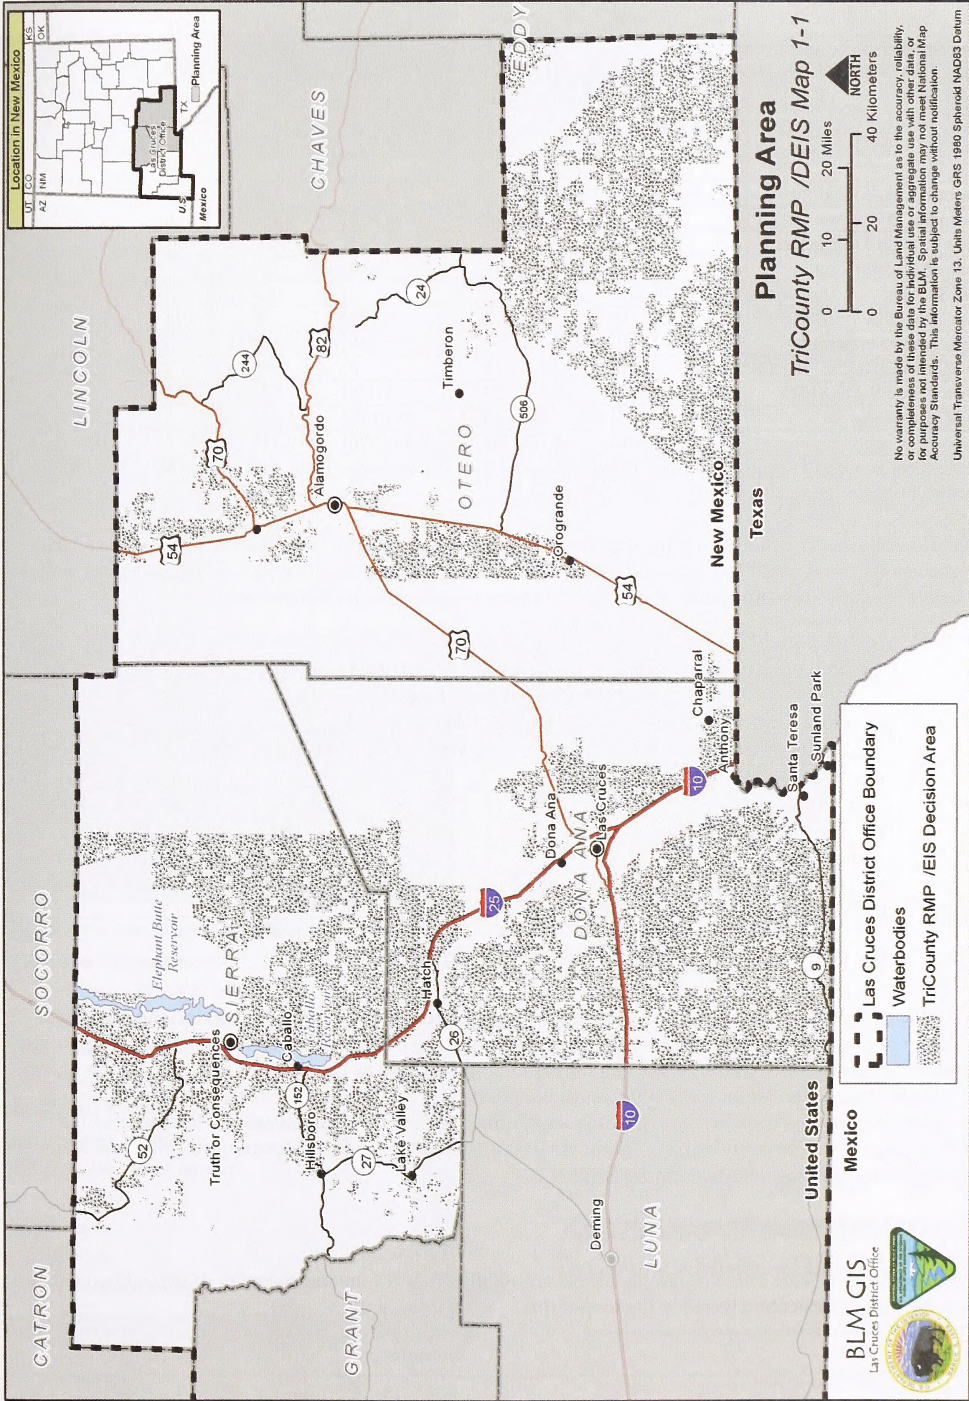 Location in New Mexico
UT
CO
KS
AZ
NM
OK
TX
Las Cruces
District Office
U.S.
Mexico
Planning Area
CATRON
SOCORRO
LINCOLN
CHAVES
EDDY
GRANT
LUNA
SIERRA
DONA ANA
OTERO
Elephant Butte
Reservoir
Caballo
Reservoir
Truth or Consequences
Caballo
Hillsboro
Lake Valley
Hatch
Deming
Dona Ana
Las Cruces
Anthony
Chaparral
Santa Teresa
Sunland Park
Alamogordo
Timberon
Orogrande
52
152
27
26
25
10
10
9
70
54
70
54
244
82
24
506
New Mexico
Texas
United States
Mexico
Planning Area
TriCounty RMP /DEIS Map 1-1
0 10 20 Miles
0 20 40 Kilometers
NORTH
No warranty is made by the Bureau of Land Management as to the accuracy, reliability,
or completeness of these data for individual use or aggregate use with other data, or
for purposes not intended by the BLM. Spatial information may not meet National Map
Accuracy Standards. This information is subject to change without notification.
Universal Transverse Mercator Zone 13, Units Meters GRS 1980 Spheroid NAD83 Datum
Las Cruces District Office Boundary
Waterbodies
TriCounty RMP /EIS Decision Area
BLM GIS
Las Cruces District Office